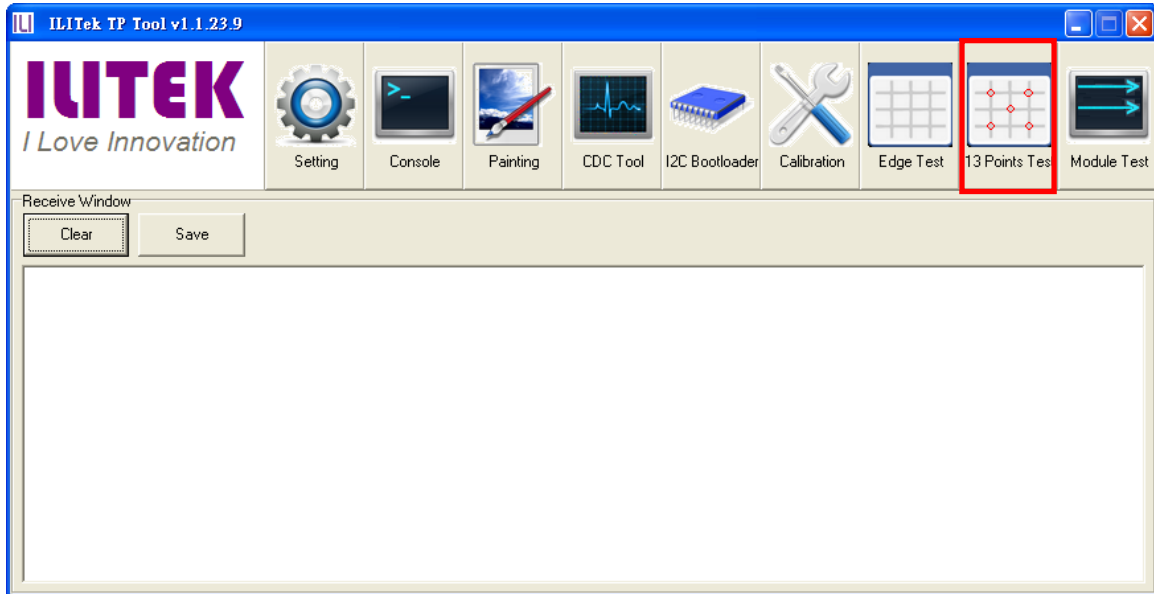 ILITek TP Tool v1.1.23.9
ILITEK
I Love Innovation
Setting
Console
Painting
CDC Tool
I2C Bootloader
Calibration
Edge Test
13 Points Tes
Module Test
Receive Window
Clear
Save